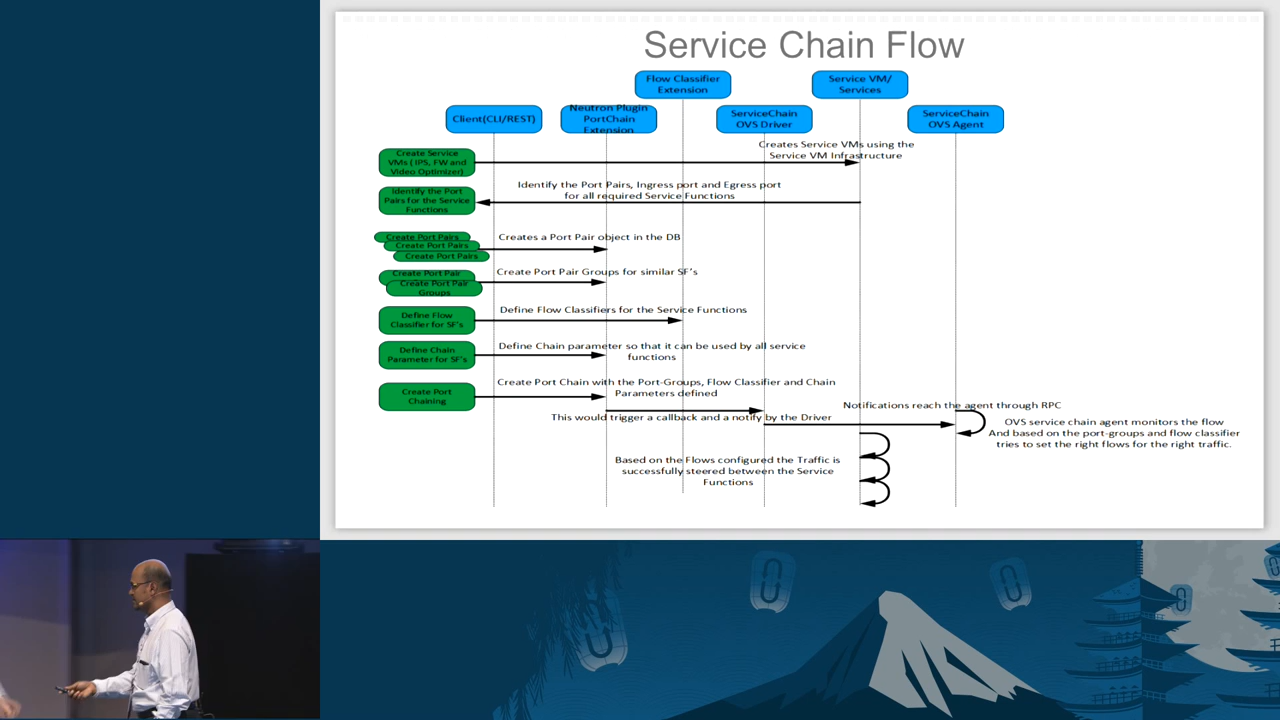 Service Chain Flow
Flow Classifier
Extension
Service VM/
Services
Client(CLI/REST)
Neutron Plugin
PortChain
Extension
ServiceChain
OVS Driver
ServiceChain
OVS Agent
Create Service
VMs ( IPS, FW and
Video Optimizer)
Creates Service VMs using the
Service VM Infrastructure
Identify the Port
Pairs for the Service
Functions
Identify the Port Pairs, Ingress port and Egress port
for all required Service Functions
Create Port Pairs
Create Port Pairs
Create Port Pairs
Creates a Port Pair object in the DB
Create Port Pair
Create Port Pair
Groups
Create Port Pair Groups for similar SF's
Define Flow
Classifier for SF's
Define Flow Classifiers for the Service Functions
Define Chain
Parameter for SF's
Define Chain parameter so that it can be used by all service
functions
Create Port
Chaining
Create Port Chain with the Port-Groups, Flow Classifier and Chain
Parameters defined
This would trigger a callback and a notify by the Driver
Notifications reach the agent through RPC
OVS service chain agent monitors the flow
And based on the port-groups and flow classifier
tries to set the right flows for the right traffic.
Based on the Flows configured the Traffic is
successfully steered between the Service
Functions